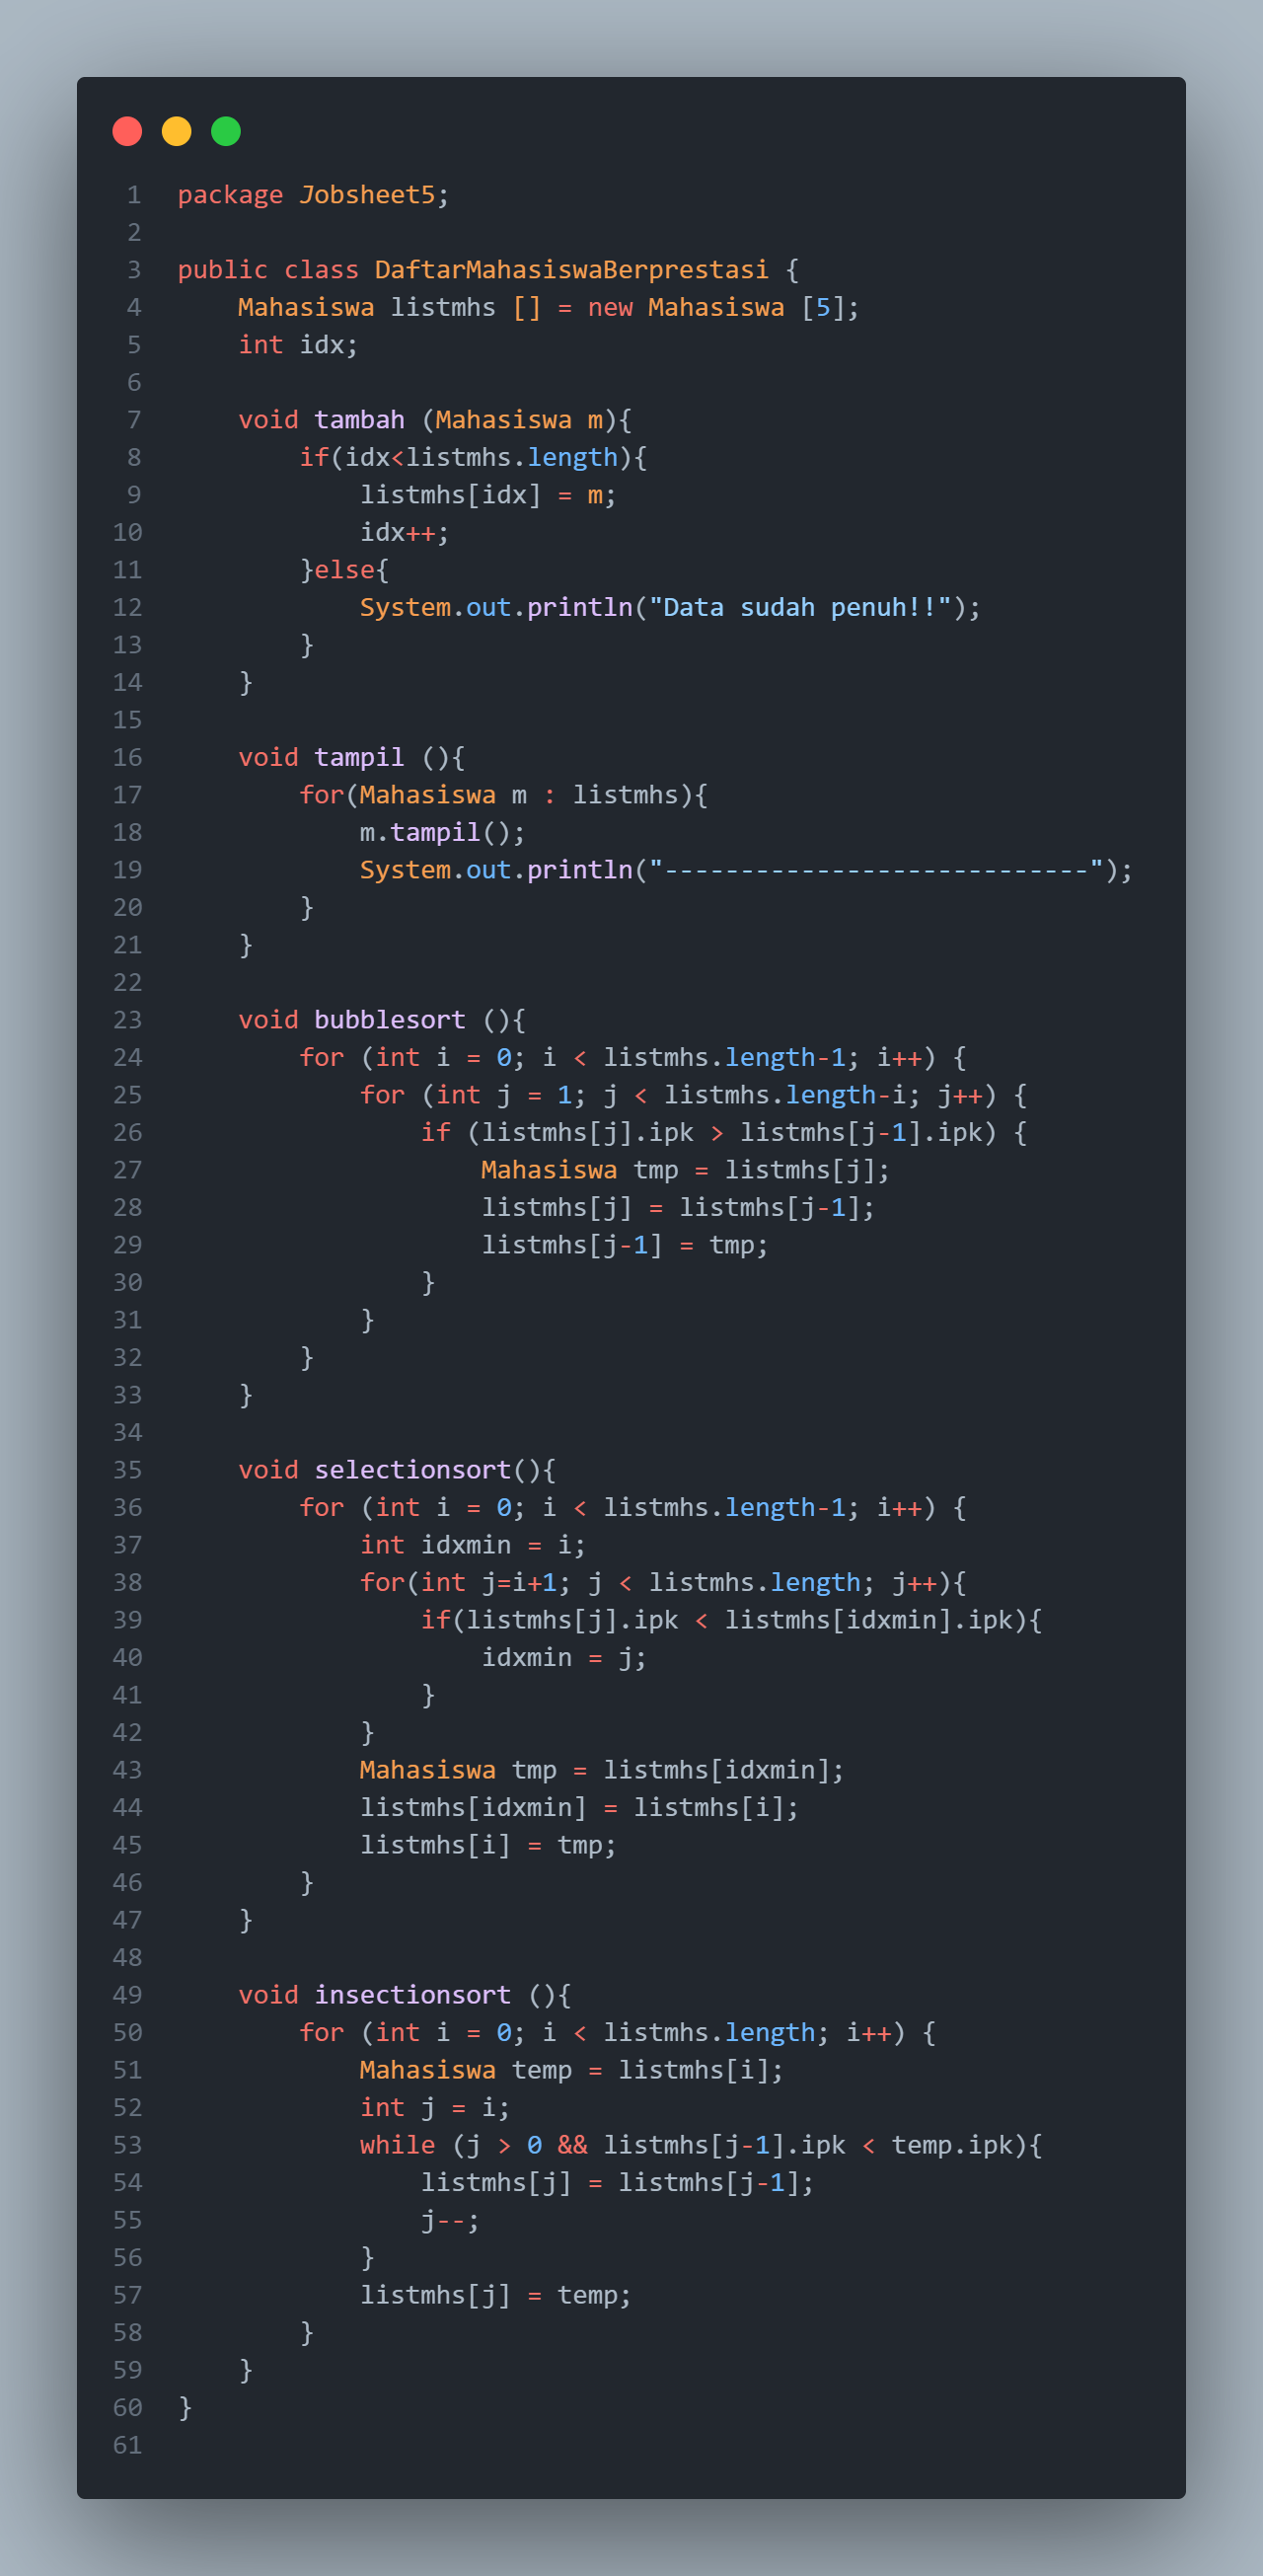 1 package Jobsheet5;
2
3 public class DaftarMahasiswaBerprestasi {
4     Mahasiswa listmhs [] = new Mahasiswa [5];
5     int idx;
6
7     void tambah (Mahasiswa m){
8         if(idx<listmhs.length){
9             listmhs[idx] = m;
10             idx++;
11         }else{
12             System.out.println("Data sudah penuh!!");
13         }
14     }
15
16     void tampil (){
17         for(Mahasiswa m : listmhs){
18             m.tampil();
19             System.out.println("----------------------------");
20         }
21     }
22
23     void bubblesort (){
24         for (int i = 0; i < listmhs.length-1; i++) {
25             for (int j = 1; j < listmhs.length-i; j++) {
26                 if (listmhs[j].ipk > listmhs[j-1].ipk) {
27                     Mahasiswa tmp = listmhs[j];
28                     listmhs[j] = listmhs[j-1];
29                     listmhs[j-1] = tmp;
30                 }
31             }
32         }
33     }
34
35     void selectionsort(){
36         for (int i = 0; i < listmhs.length-1; i++) {
37             int idxmin = i;
38             for(int j=i+1; j < listmhs.length; j++){
39                 if(listmhs[j].ipk < listmhs[idxmin].ipk){
40                     idxmin = j;
41                 }
42             }
43             Mahasiswa tmp = listmhs[idxmin];
44             listmhs[idxmin] = listmhs[i];
45             listmhs[i] = tmp;
46         }
47     }
48
49     void insectionsort (){
50         for (int i = 0; i < listmhs.length; i++) {
51             Mahasiswa temp = listmhs[i];
52             int j = i;
53             while (j > 0 && listmhs[j-1].ipk < temp.ipk){
54                 listmhs[j] = listmhs[j-1];
55                 j--;
56             }
57             listmhs[j] = temp;
58         }
59     }
60 }
61